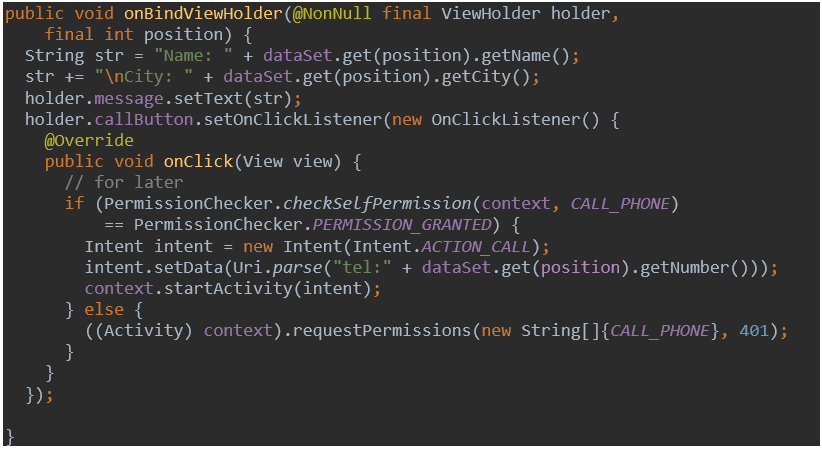 public void onBindViewHolder(@NonNull final ViewHolder holder,
    final int position) {
  String str = "Name: " + dataSet.get(position).getName();
  str += "\nCity: " + dataSet.get(position).getCity();
  holder.message.setText(str);
  holder.callButton.setOnClickListener(new OnClickListener() {
    @Override
    public void onClick(View view) {
      // for later
      if (PermissionChecker.checkSelfPermission(context, CALL_PHONE)
          == PermissionChecker.PERMISSION_GRANTED) {
        Intent intent = new Intent(Intent.ACTION_CALL);
        intent.setData(Uri.parse("tel:" + dataSet.get(position).getNumber()));
        context.startActivity(intent);
      } else {
        ((Activity) context).requestPermissions(new String[]{CALL_PHONE}, 401);
      }
    }
  });

}